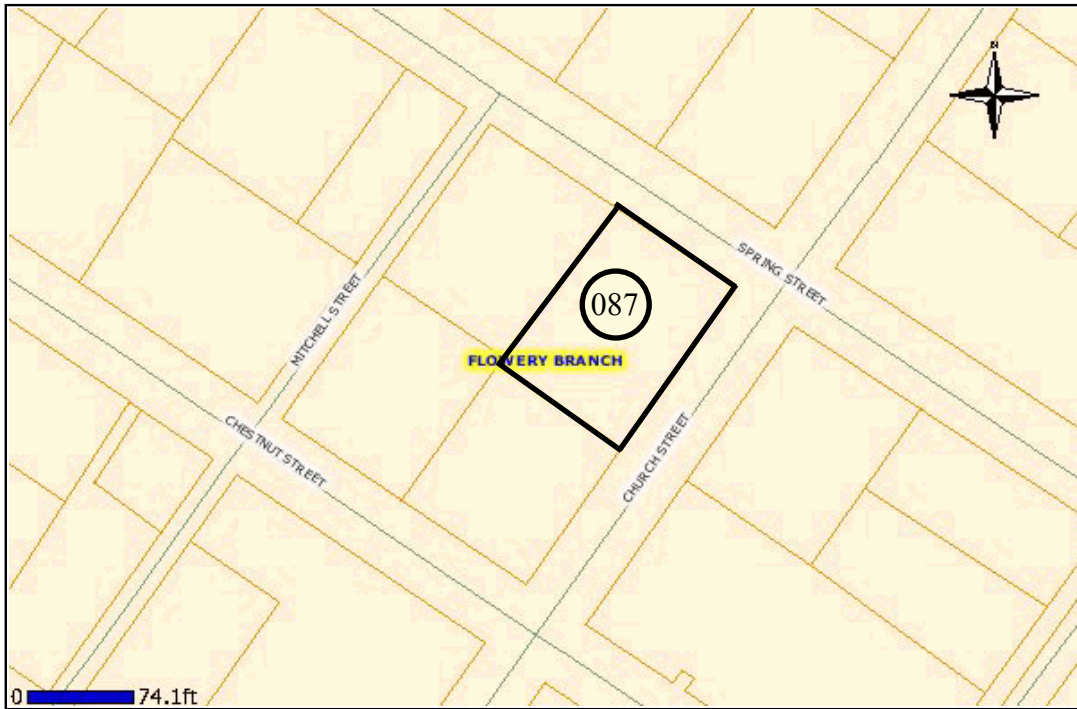 N
SPRING STREET
087
MITCHELL STREET
FLOWERY BRANCH
CHURCH STREET
CHESTNUT STREET
0 74.1ft